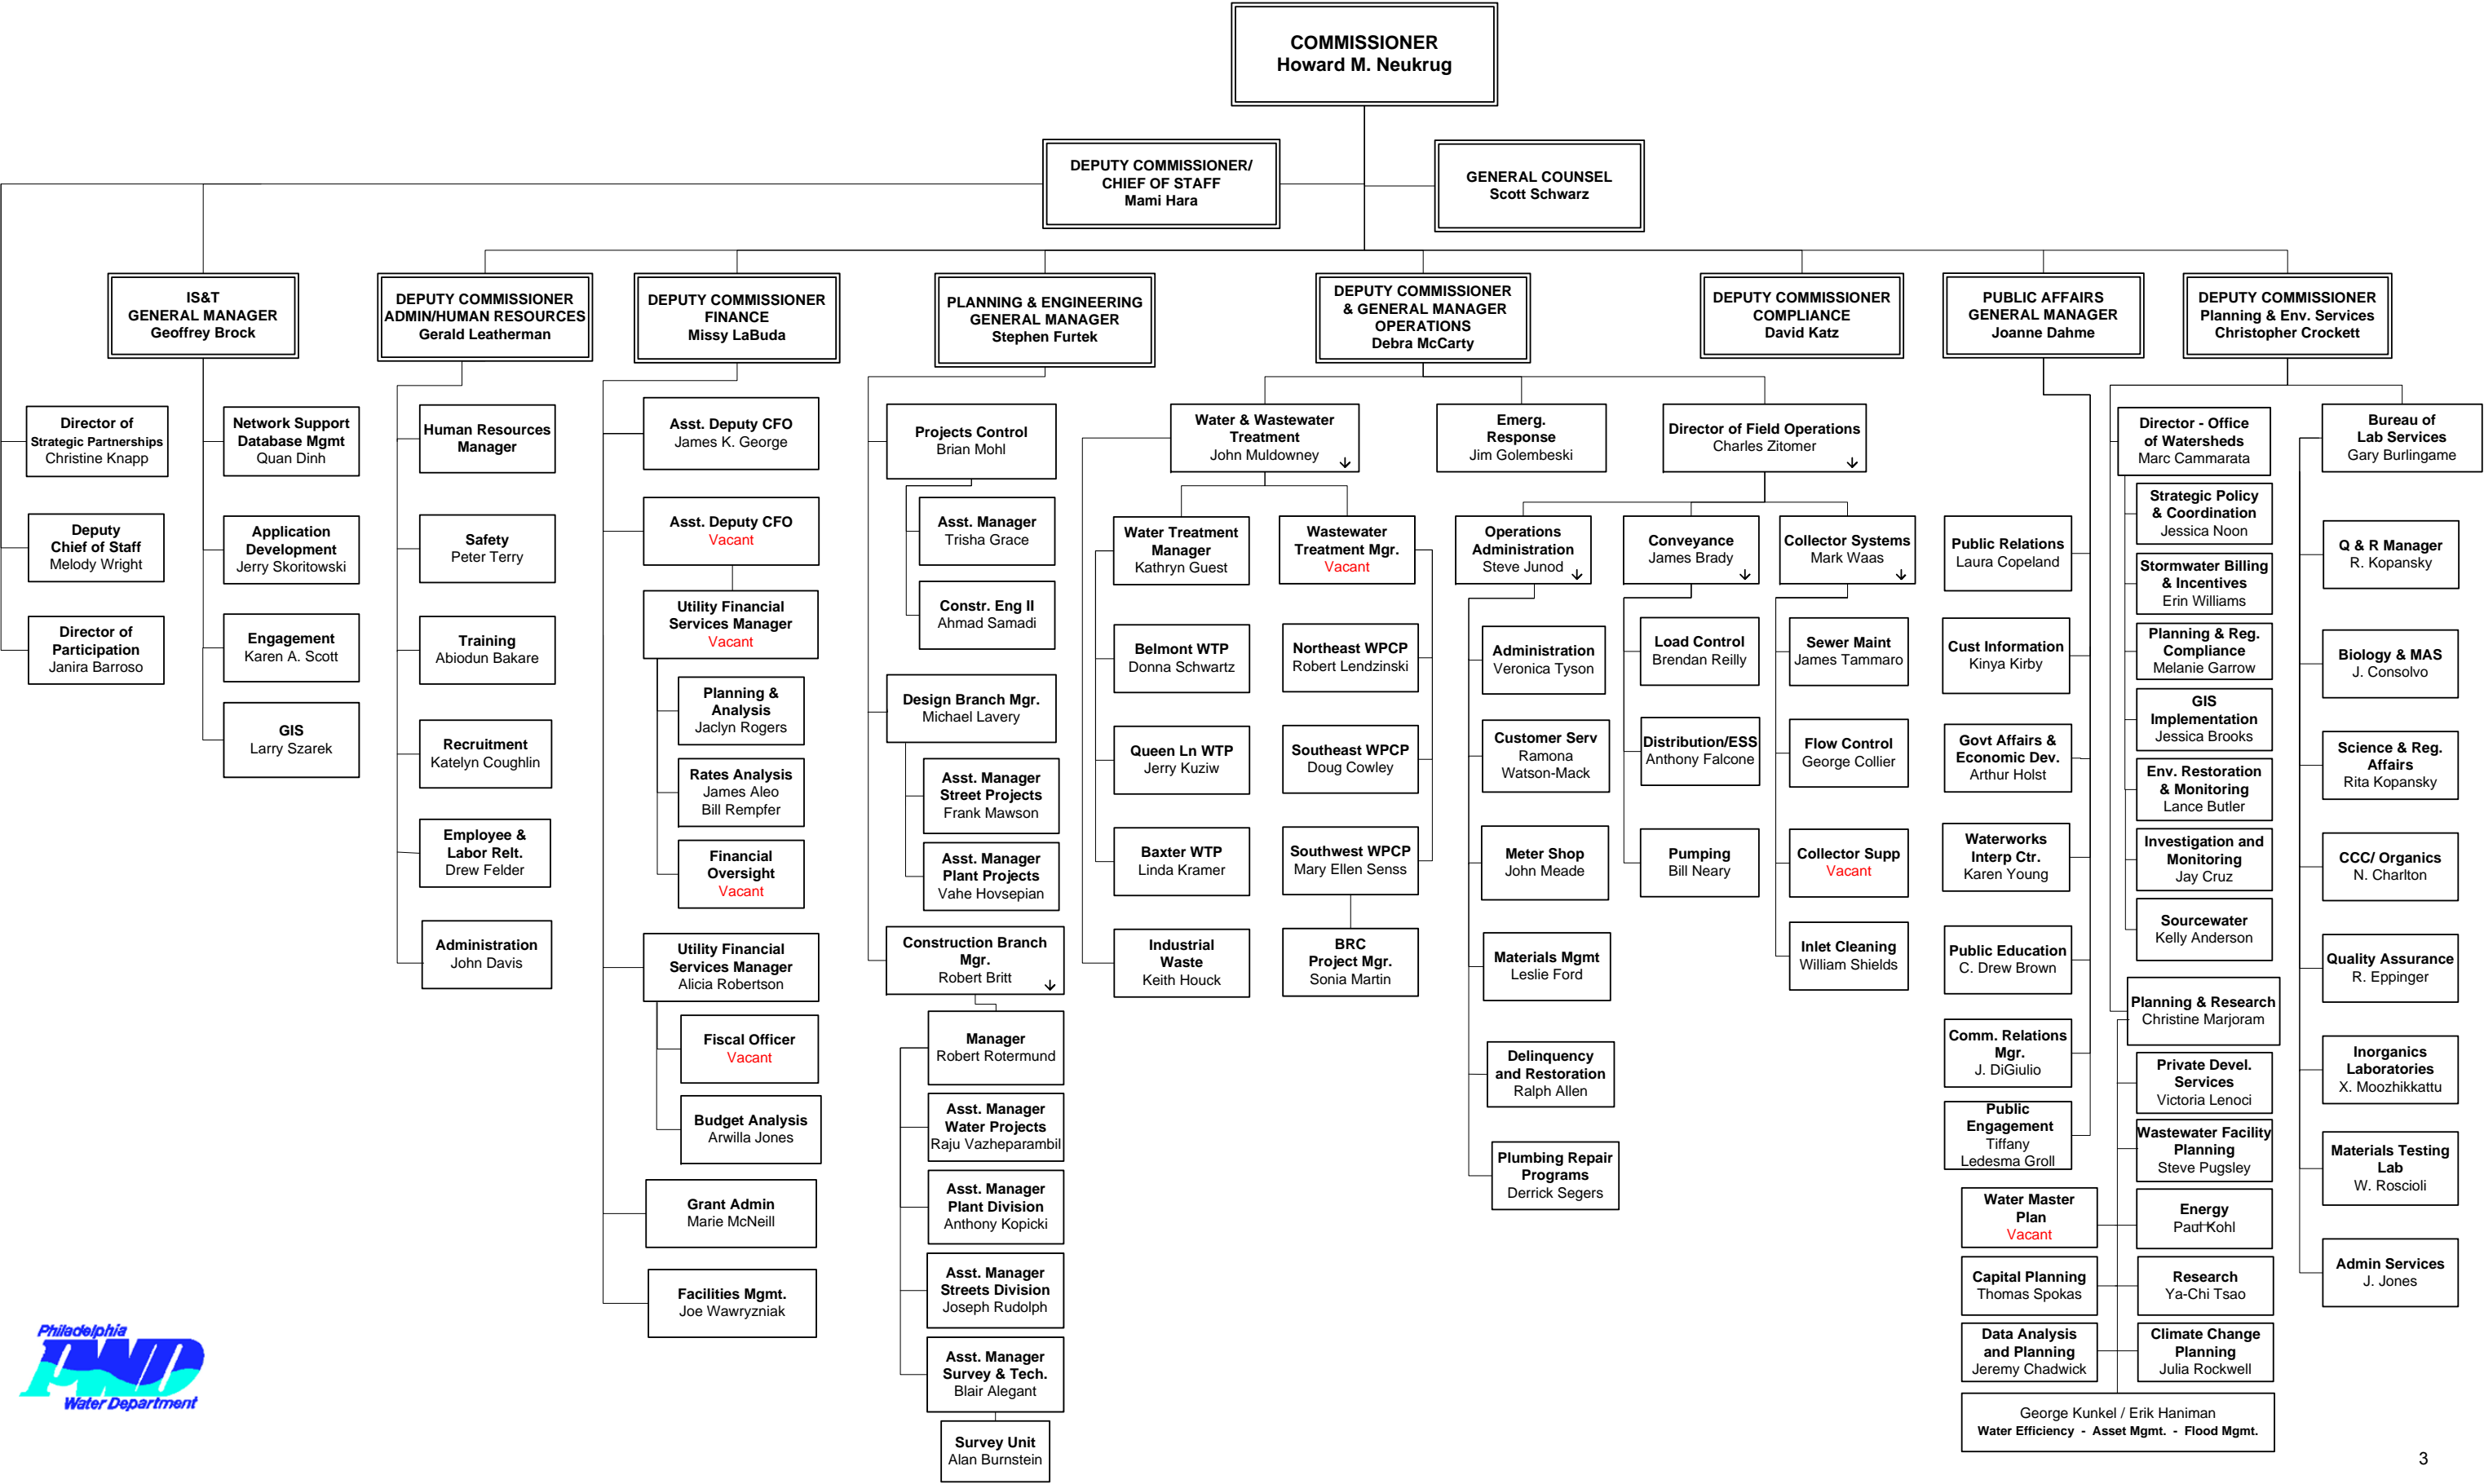 COMMISSIONER
Howard M. Neukrug
DEPUTY COMMISSIONER/
CHIEF OF STAFF
Mami Hara
GENERAL COUNSEL
Scott Schwarz
IS&T
GENERAL MANAGER
Geoffrey Brock
DEPUTY COMMISSIONER
ADMIN/HUMAN RESOURCES
Gerald Leatherman
DEPUTY COMMISSIONER
FINANCE
Missy LaBuda
PLANNING & ENGINEERING
GENERAL MANAGER
Stephen Furtek
DEPUTY COMMISSIONER
& GENERAL MANAGER
OPERATIONS
Debra McCarty
DEPUTY COMMISSIONER
COMPLIANCE
David Katz
PUBLIC AFFAIRS
GENERAL MANAGER
Joanne Dahme
DEPUTY COMMISSIONER
Planning & Env. Services
Christopher Crockett
Director of
Strategic Partnerships
Christine Knapp
Deputy
Chief of Staff
Melody Wright
Director of
Participation
Janira Barroso
Network Support
Database Mgmt
Quan Dinh
Application
Development
Jerry Skoritowski
Engagement
Karen A. Scott
GIS
Larry Szarek
Human Resources
Manager
Safety
Peter Terry
Training
Abiodun Bakare
Recruitment
Katelyn Coughlin
Employee &
Labor Relt.
Drew Felder
Administration
John Davis
Asst. Deputy CFO
James K. George
Asst. Deputy CFO
Vacant
Utility Financial
Services Manager
Vacant
Planning &
Analysis
Jaclyn Rogers
Rates Analysis
James Aleo
Bill Rempfer
Financial
Oversight
Vacant
Utility Financial
Services Manager
Alicia Robertson
Fiscal Officer
Vacant
Budget Analysis
Arwilla Jones
Grant Admin
Marie McNeill
Facilities Mgmt.
Joe Wawryzniak
Projects Control
Brian Mohl
Asst. Manager
Trisha Grace
Constr. Eng II
Ahmad Samadi
Design Branch Mgr.
Michael Lavery
Asst. Manager
Street Projects
Frank Mawson
Asst. Manager
Plant Projects
Vahe Hovsepian
Construction Branch
Mgr.
Robert Britt
Manager
Robert Rotermund
Asst. Manager
Water Projects
Raju Vazheparambil
Asst. Manager
Plant Division
Anthony Kopicki
Asst. Manager
Streets Division
Joseph Rudolph
Asst. Manager
Survey & Tech.
Blair Alegant
Survey Unit
Alan Burnstein
Water & Wastewater
Treatment
John Muldowney
Emerg.
Response
Jim Golembeski
Director of Field Operations
Charles Zitomer
Water Treatment
Manager
Kathryn Guest
Belmont WTP
Donna Schwartz
Queen Ln WTP
Jerry Kuziw
Baxter WTP
Linda Kramer
Industrial
Waste
Keith Houck
Wastewater
Treatment Mgr.
Vacant
Northeast WPCP
Robert Lendzinski
Southeast WPCP
Doug Cowley
Southwest WPCP
Mary Ellen Senss
BRC
Project Mgr.
Sonia Martin
Operations
Administration
Steve Junod
Administration
Veronica Tyson
Customer Serv
Ramona
Watson-Mack
Meter Shop
John Meade
Materials Mgmt
Leslie Ford
Delinquency
and Restoration
Ralph Allen
Plumbing Repair
Programs
Derrick Segers
Conveyance
James Brady
Load Control
Brendan Reilly
Distribution/ESS
Anthony Falcone
Pumping
Bill Neary
Collector Systems
Mark Waas
Sewer Maint
James Tammaro
Flow Control
George Collier
Collector Supp
Vacant
Inlet Cleaning
William Shields
Public Relations
Laura Copeland
Cust Information
Kinya Kirby
Govt Affairs &
Economic Dev.
Arthur Holst
Waterworks
Interp Ctr.
Karen Young
Public Education
C. Drew Brown
Comm. Relations
Mgr.
J. DiGiulio
Public
Engagement
Tiffany
Ledesma Groll
Director - Office
of Watersheds
Marc Cammarata
Strategic Policy
& Coordination
Jessica Noon
Stormwater Billing
& Incentives
Erin Williams
Planning & Reg.
Compliance
Melanie Garrow
GIS
Implementation
Jessica Brooks
Env. Restoration
& Monitoring
Lance Butler
Investigation and
Monitoring
Jay Cruz
Sourcewater
Kelly Anderson
Planning & Research
Christine Marjoram
Private Devel.
Services
Victoria Lenoci
Wastewater Facility
Planning
Steve Pugsley
Water Master
Plan
Vacant
Energy
Paul Kohl
Capital Planning
Thomas Spokas
Research
Ya-Chi Tsao
Data Analysis
and Planning
Jeremy Chadwick
Climate Change
Planning
Julia Rockwell
George Kunkel / Erik Haniman
Water Efficiency - Asset Mgmt. - Flood Mgmt.
Bureau of
Lab Services
Gary Burlingame
Q & R Manager
R. Kopansky
Biology & MAS
J. Consolvo
Science & Reg.
Affairs
Rita Kopansky
CCC/ Organics
N. Charlton
Quality Assurance
R. Eppinger
Inorganics
Laboratories
X. Moozhikkattu
Materials Testing
Lab
W. Roscioli
Admin Services
J. Jones
Philadelphia
PWD
Water Department
3